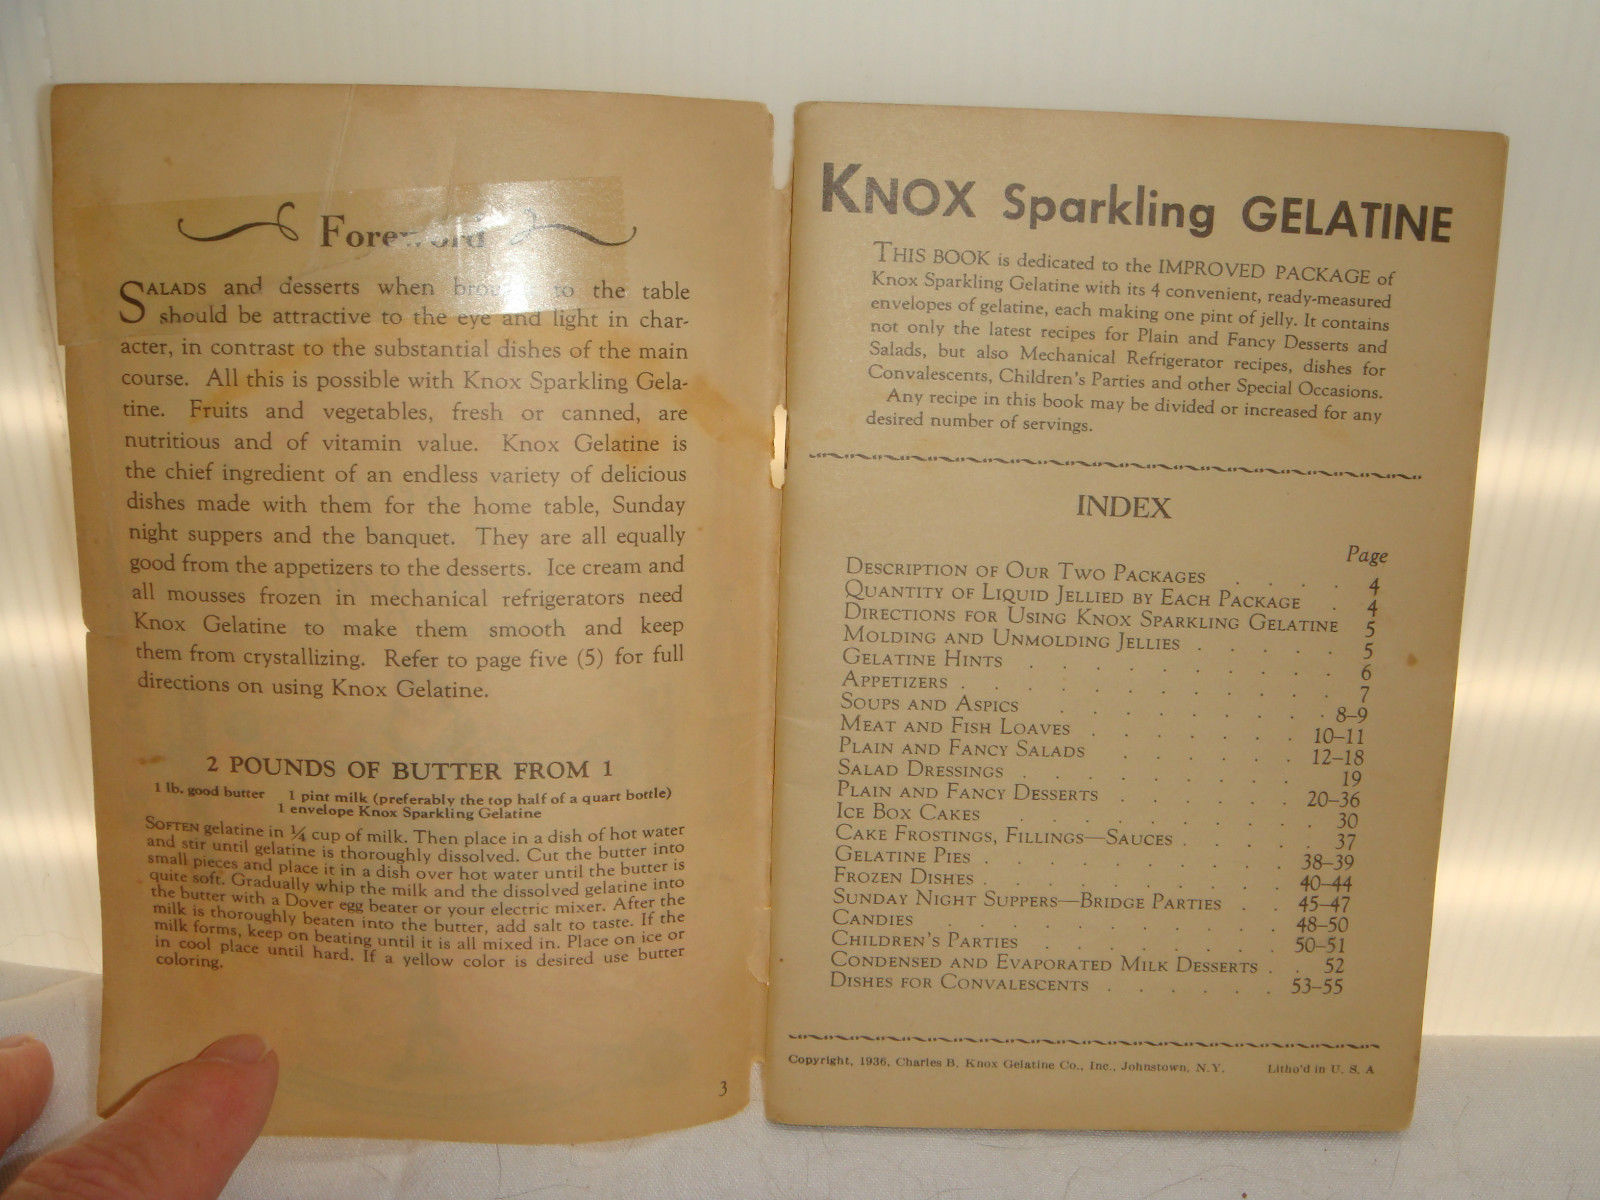 Foreword
SALADS and desserts when brought to the table
should be attractive to the eye and light in char-
acter, in contrast to the substantial dishes of the main
course. All this is possible with Knox Sparkling Gela-
tine. Fruits and vegetables, fresh or canned, are
nutritious and of vitamin value. Knox Gelatine is
the chief ingredient of an endless variety of delicious
dishes made with them for the home table, Sunday
night suppers and the banquet. They are all equally
good from the appetizers to the desserts. Ice cream and
all mousses frozen in mechanical refrigerators need
Knox Gelatine to make them smooth and keep
them from crystallizing. Refer to page five (5) for full
directions on using Knox Gelatine.
2 POUNDS OF BUTTER FROM 1
1 lb. good butter 1 pint milk (preferably the top half of a quart bottle)
1 envelope Knox Sparkling Gelatine
SOFTEN gelatine in ¼ cup of milk. Then place in a dish of hot water
and stir until gelatine is thoroughly dissolved. Cut the butter into
small pieces and place it in a dish over hot water until the butter is
quite soft. Gradually whip the milk and the dissolved gelatine into
the butter with a Dover egg beater or your electric mixer. After the
milk is thoroughly beaten into the butter, add salt to taste. If the
milk forms, keep on beating until it is all mixed in. Place on ice or
in cool place until hard. If a yellow color is desired use butter
coloring.
3
KNOX Sparkling GELATINE
THIS BOOK is dedicated to the IMPROVED PACKAGE of
Knox Sparkling Gelatine with its 4 convenient, ready-measured
envelopes of gelatine, each making one pint of jelly. It contains
not only the latest recipes for Plain and Fancy Desserts and
Salads, but also Mechanical Refrigerator recipes, dishes for
Convalescents, Children's Parties and other Special Occasions.
Any recipe in this book may be divided or increased for any
desired number of servings.
INDEX
Page
DESCRIPTION OF OUR TWO PACKAGES . . . . 4
QUANTITY OF LIQUID JELLIED BY EACH PACKAGE . 4
DIRECTIONS FOR USING KNOX SPARKLING GELATINE 5
MOLDING AND UNMOLDING JELLIES . . . . . 5
GELATINE HINTS . . . . . . . . . . 6
APPETIZERS . . . . . . . . . . . . 7
SOUPS AND ASPICS . . . . . . . . . 8–9
MEAT AND FISH LOAVES . . . . . . . 10–11
PLAIN AND FANCY SALADS . . . . . . 12–18
SALAD DRESSINGS . . . . . . . . . . 19
PLAIN AND FANCY DESSERTS . . . . . . 20–36
ICE BOX CAKES . . . . . . . . . . . 30
CAKE FROSTINGS, FILLINGS—SAUCES . . . . . 37
GELATINE PIES . . . . . . . . . . 38–39
FROZEN DISHES . . . . . . . . . . 40–44
SUNDAY NIGHT SUPPERS—BRIDGE PARTIES . . 45–47
CANDIES . . . . . . . . . . . 48–50
CHILDREN'S PARTIES . . . . . . . . 50–51
CONDENSED AND EVAPORATED MILK DESSERTS . . 52
DISHES FOR CONVALESCENTS . . . . . . 53–55
Copyright, 1936, Charles B. Knox Gelatine Co., Inc., Johnstown, N.Y. Litho'd in U. S. A